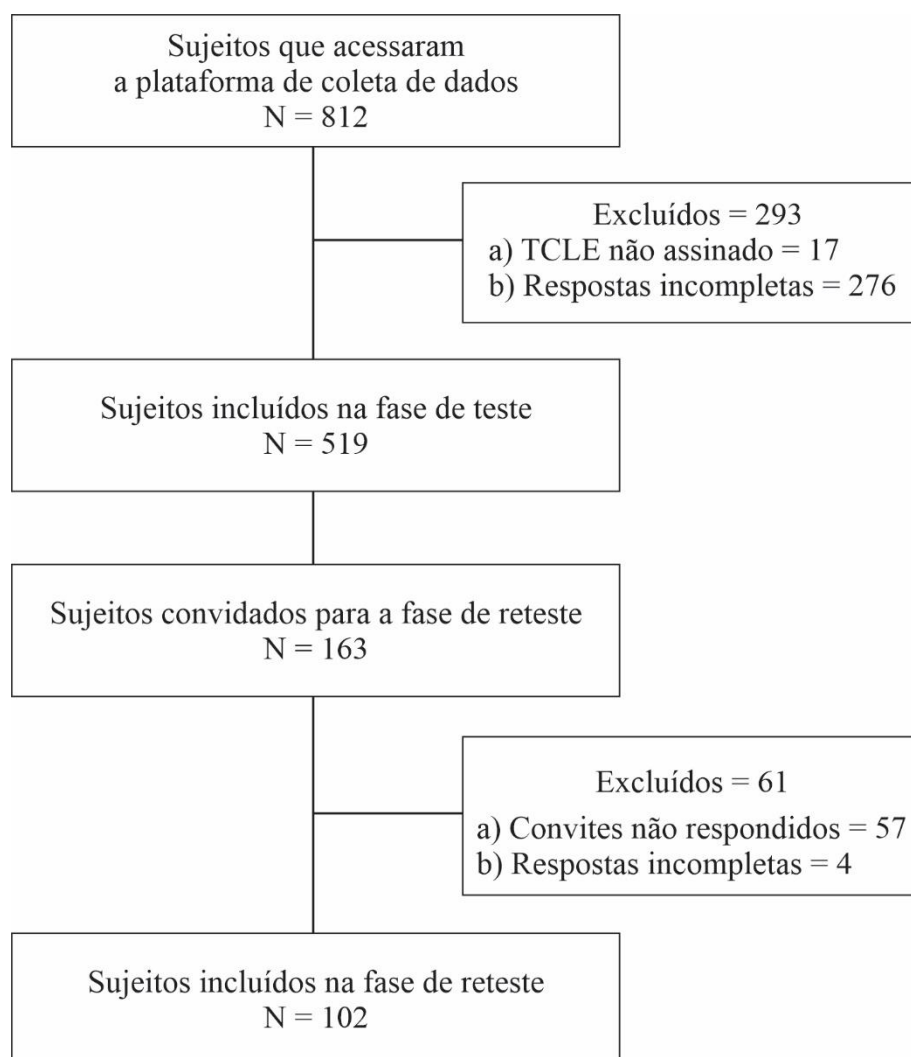 Sujeitos que acessaram
a plataforma de coleta de dados
N = 812
Excluídos = 293
a) TCLE não assinado = 17
b) Respostas incompletas = 276
Sujeitos incluídos na fase de teste
N = 519
Sujeitos convidados para a fase de reteste
N = 163
Excluídos = 61
a) Convites não respondidos = 57
b) Respostas incompletas = 4
Sujeitos incluídos na fase de reteste
N = 102